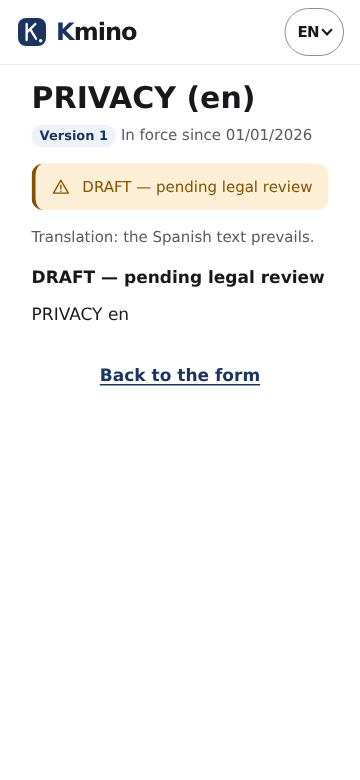 K. Kmino
EN
PRIVACY (en)
Version 1 In force since 01/01/2026
DRAFT — pending legal review
Translation: the Spanish text prevails.
DRAFT — pending legal review
PRIVACY en
Back to the form